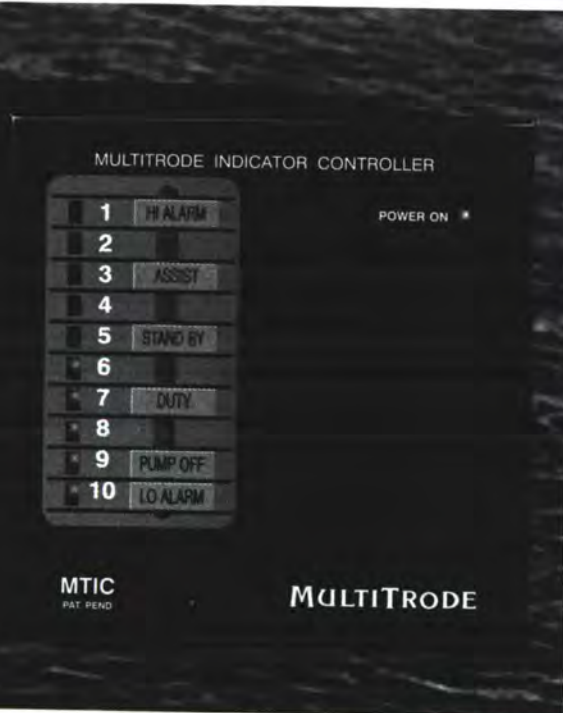 MULTITRODE INDICATOR CONTROLLER
POWER ON
1 HI ALARM
2
3 ASSIST
4
5 STAND BY
6
7 DUTY
8
9 PUMP OFF
10 LO ALARM
MTIC
PAT. PEND
MULTITRODE